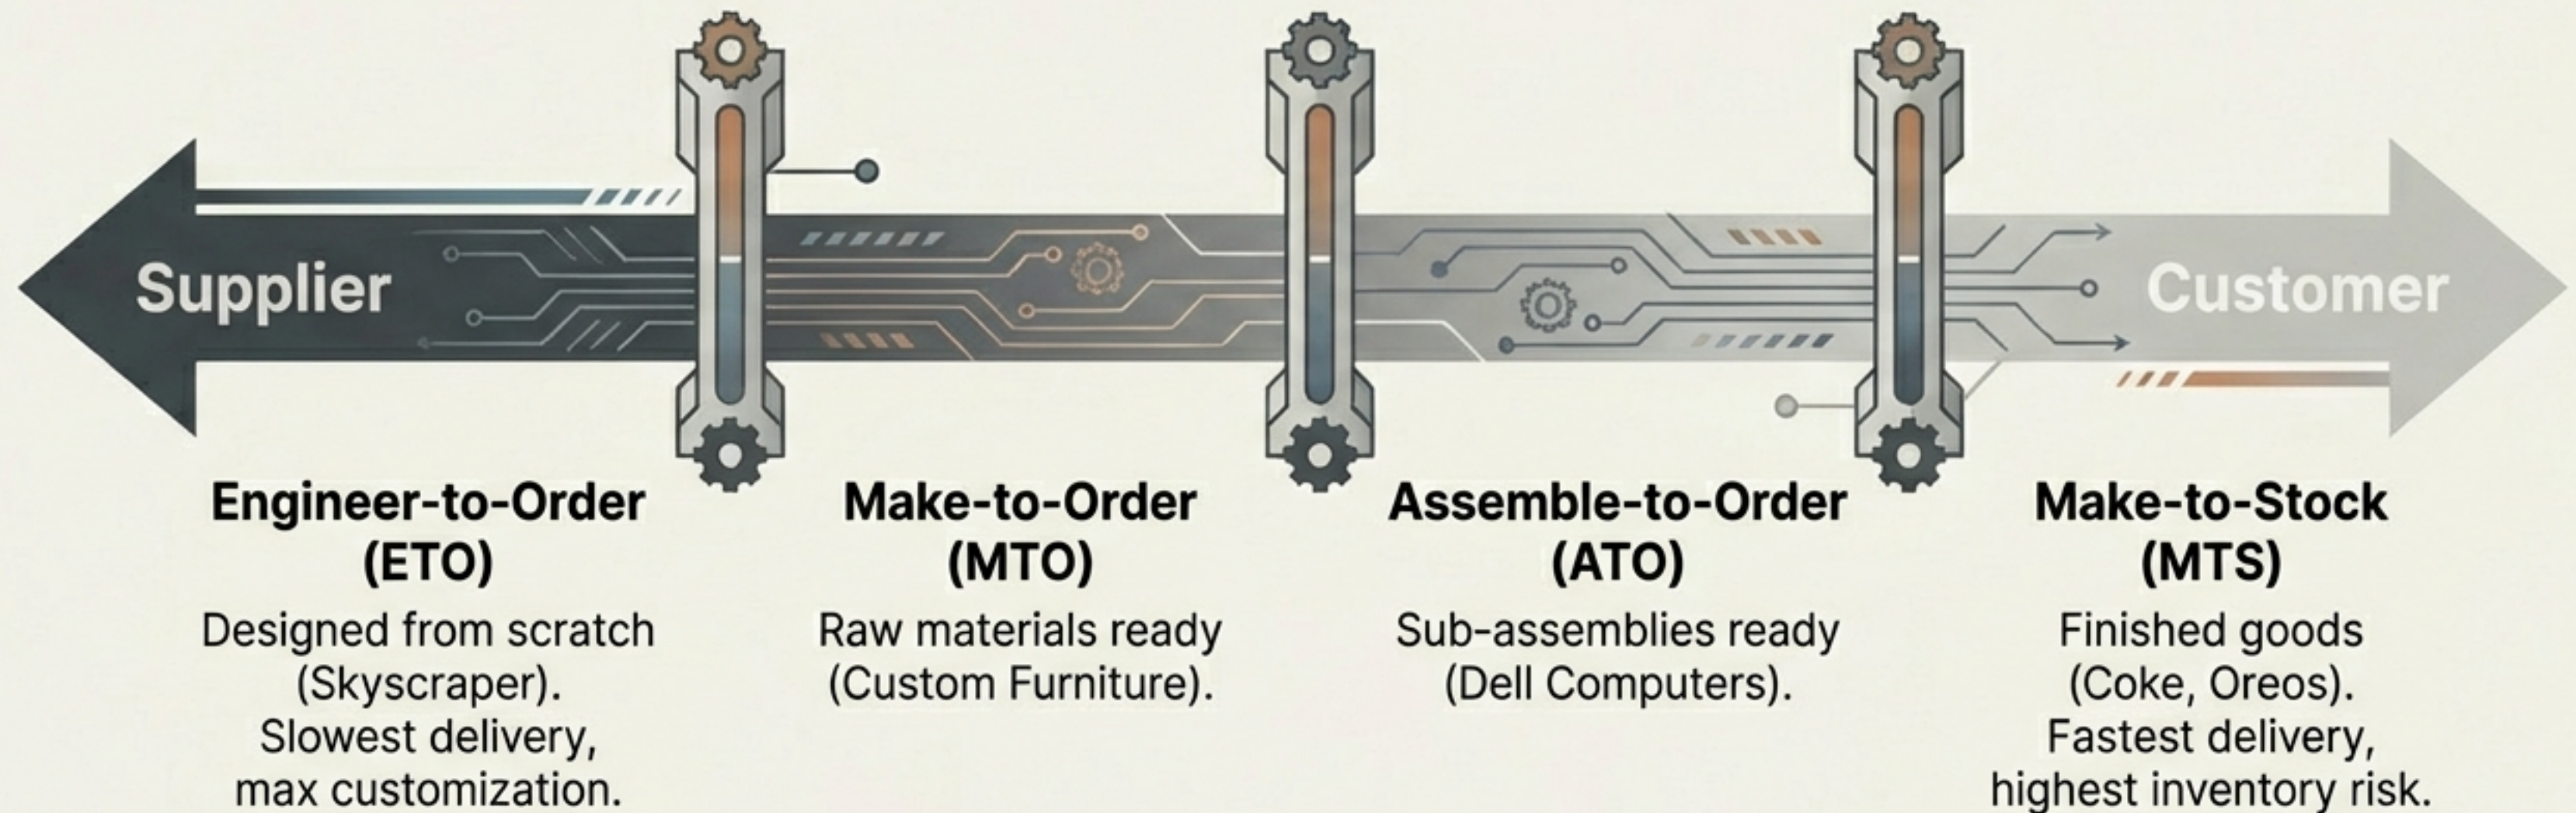 Supplier
Customer
Engineer-to-Order
(ETO)
Designed from scratch
(Skyscraper).
Slowest delivery,
max customization.
Make-to-Order
(MTO)
Raw materials ready
(Custom Furniture).
Assemble-to-Order
(ATO)
Sub-assemblies ready
(Dell Computers).
Make-to-Stock
(MTS)
Finished goods
(Coke, Oreos).
Fastest delivery,
highest inventory risk.